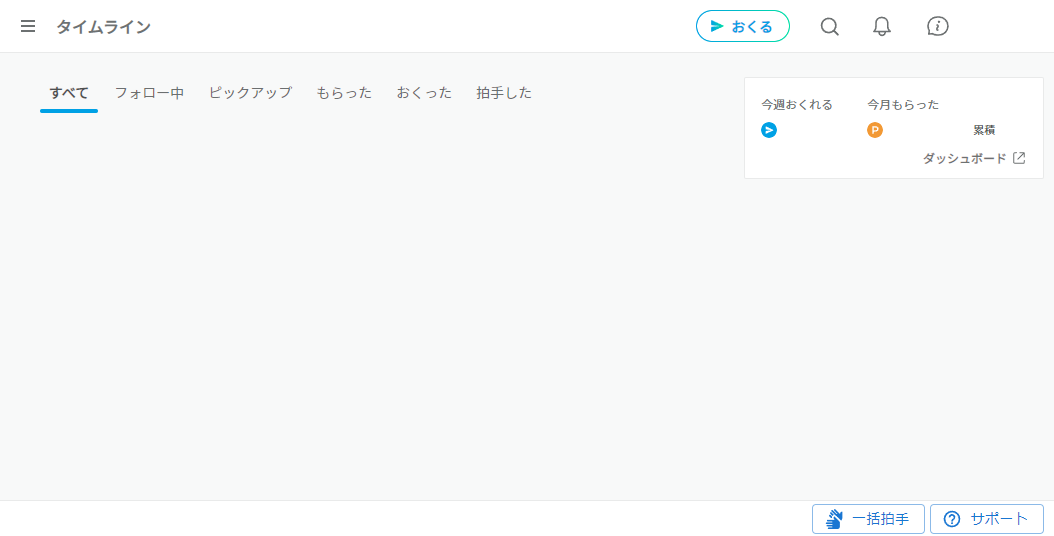 タイムライン
おくる
すべて フォロー中 ピックアップ もらった おくった 拍手した
今週おくれる 今月もらった
P 累積
ダッシュボード
一括拍手 サポート